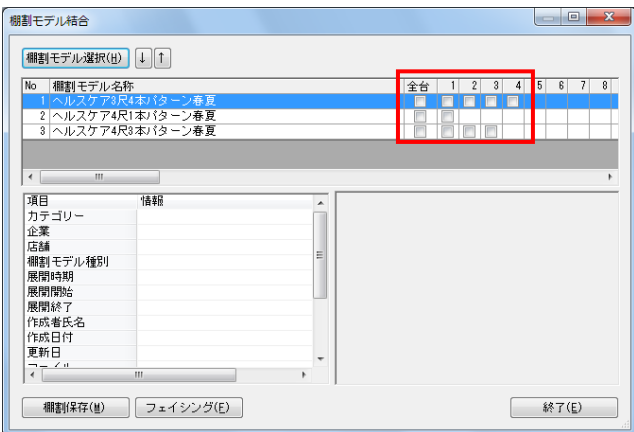 棚割モデル結合
棚割モデル選択(H) ↓ ↑
No 棚割モデル名称 全台 1 2 3 4 5 6 7 8
1 ヘルスケア3尺4本パターン春夏
2 ヘルスケア4尺1本パターン春夏
3 ヘルスケア4尺3本パターン春夏
項目 情報
カテゴリー
企業
店舗
棚割モデル種別
展開時期
展開開始
展開終了
作成者氏名
作成日付
更新日
棚割保存(M) フェイシング(F) 終了(E)